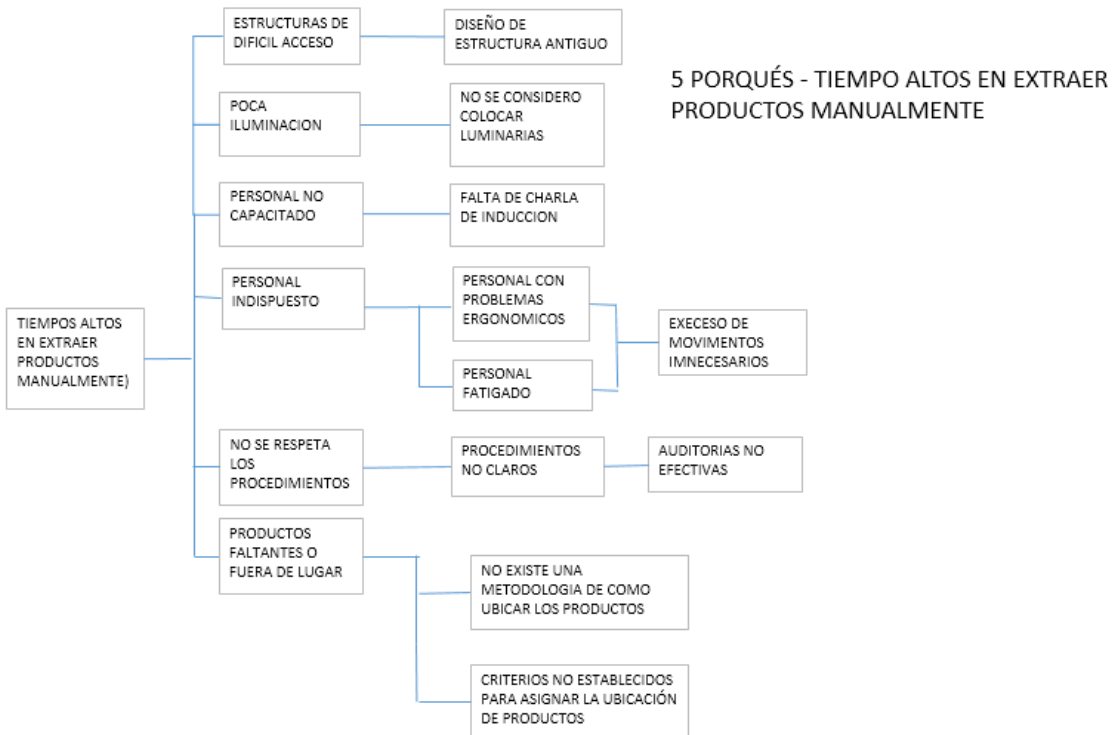 ESTRUCTURAS DE
DIFICIL ACCESO
DISEÑO DE
ESTRUCTURA ANTIGUO
5 PORQUÉS - TIEMPO ALTOS EN EXTRAER
PRODUCTOS MANUALMENTE
POCA
ILUMINACION
NO SE CONSIDERO
COLOCAR
LUMINARIAS
PERSONAL NO
CAPACITADO
FALTA DE CHARLA
DE INDUCCION
PERSONAL
INDISPUESTO
PERSONAL CON
PROBLEMAS
ERGONOMICOS
TIEMPOS ALTOS
EN EXTRAER
PRODUCTOS
MANUALMENTE)
EXECESO DE
MOVIMENTOS
IMNECESARIOS
PERSONAL
FATIGADO
NO SE RESPETA
LOS
PROCEDIMIENTOS
PROCEDIMIENTOS
NO CLAROS
AUDITORIAS NO
EFECTIVAS
PRODUCTOS
FALTANTES O
FUERA DE LUGAR
NO EXISTE UNA
METODOLOGIA DE COMO
UBICAR LOS PRODUCTOS
CRITERIOS NO ESTABLECIDOS
PARA ASIGNAR LA UBICACIÓN
DE PRODUCTOS